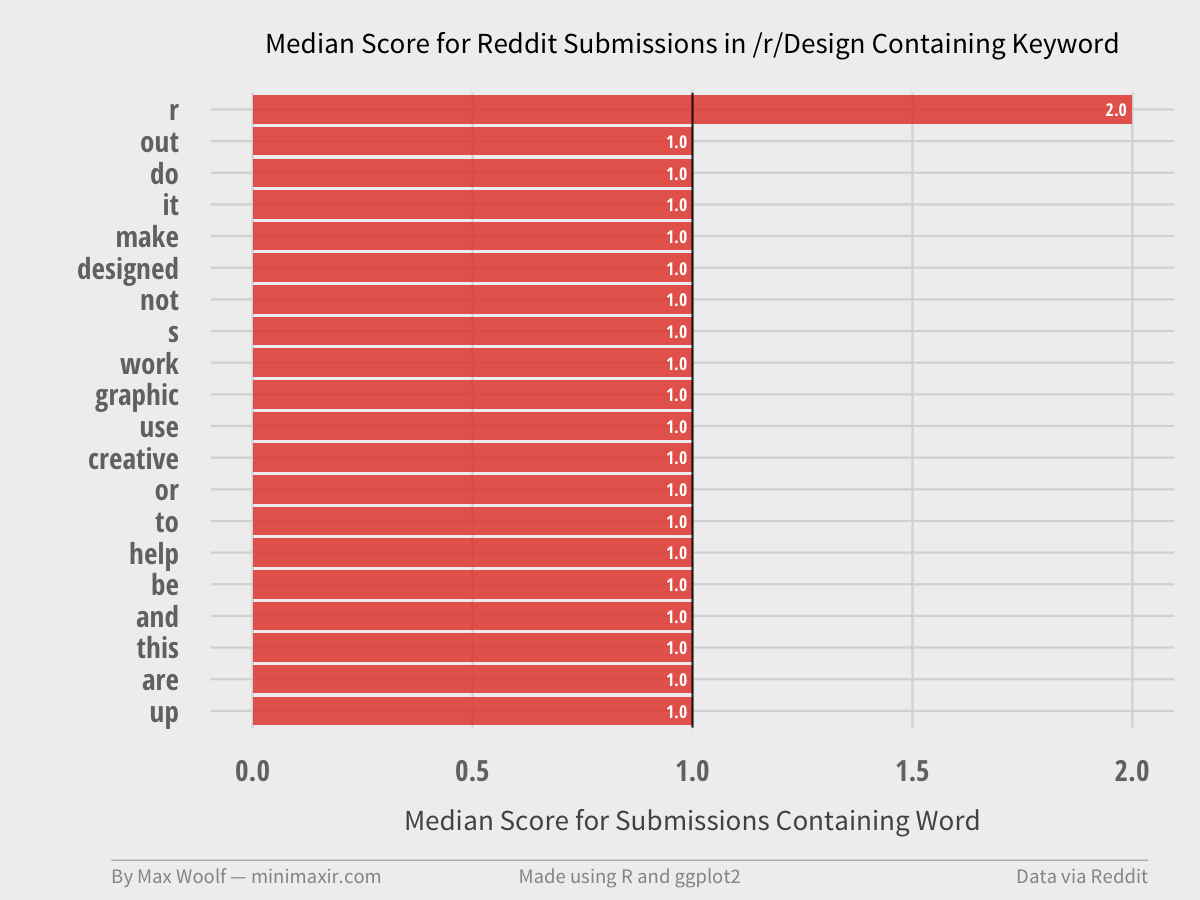 Median Score for Reddit Submissions in /r/Design Containing Keyword
r 2.0
out 1.0
do 1.0
it 1.0
make 1.0
designed 1.0
not 1.0
s 1.0
work 1.0
graphic 1.0
use 1.0
creative 1.0
or 1.0
to 1.0
help 1.0
be 1.0
and 1.0
this 1.0
are 1.0
up 1.0
0.0 0.5 1.0 1.5 2.0
Median Score for Submissions Containing Word
By Max Woolf — minimaxir.com Made using R and ggplot2 Data via Reddit